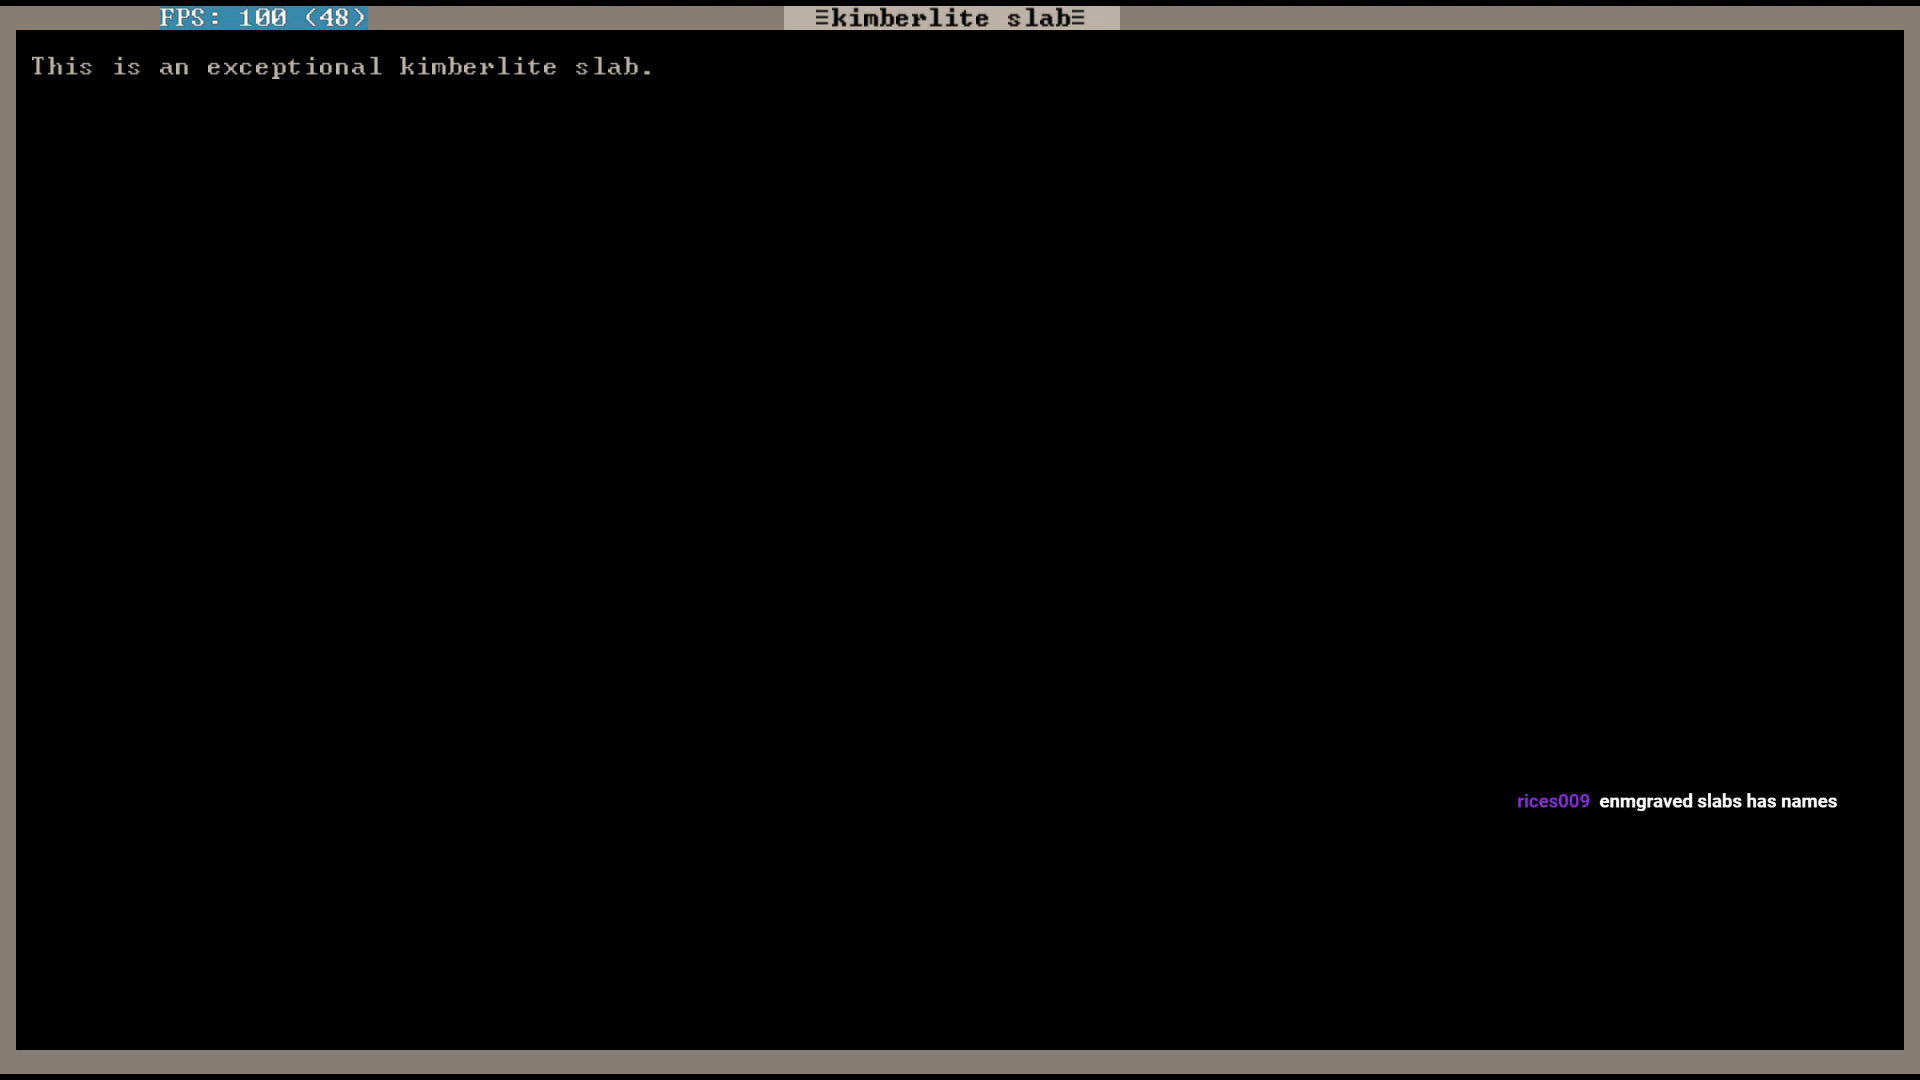 FPS: 100 (48)
≡kimberlite slab≡
This is an exceptional kimberlite slab.
rices009 enmgraved slabs has names